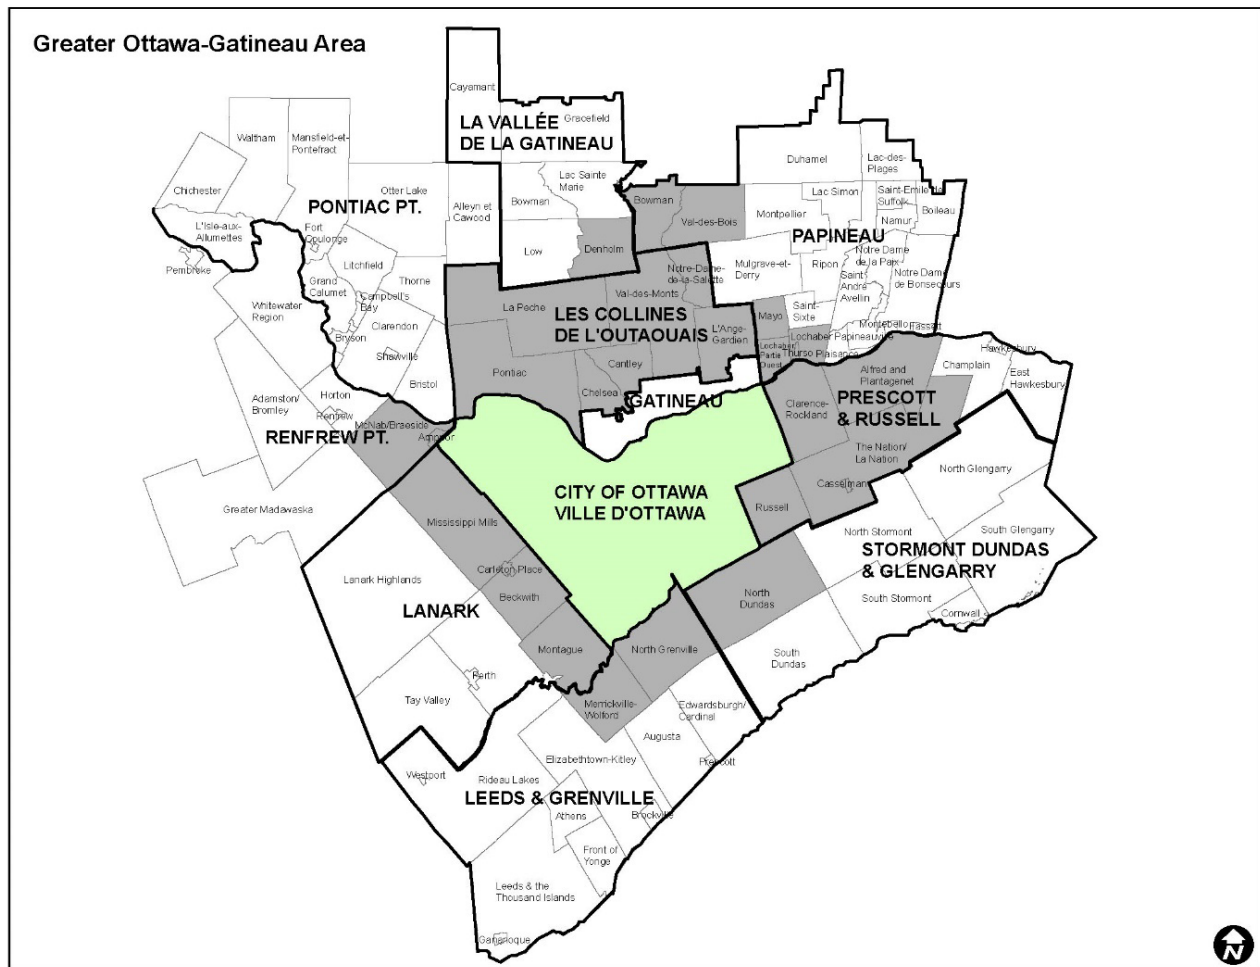 Greater Ottawa-Gatineau Area
Cayamant
Gracefield
LA VALLÉE
DE LA GATINEAU
Waltham
Mansfield-et-
Pontefract
Duhamel
Lac-des-
Plages
Chichester
Otter Lake
Lac Sainte
Marie
Lac Simon
Saint-Emile de
Suffolk
PONTIAC PT.
Alleyn et
Cawood
Bowman
Bowman
Val-des-Bois
Montpellier
Namur
Boileau
L'Isle-aux-
Allumettes
Fort
Coulonge
PAPINEAU
Low
Denholm
Notre Dame
de la Paix
Pembroke
Litchfield
Thorne
Notre-Dame-
de-la-Salette
Mulgrave-et-
Derry
Ripon
Saint
André
Avellin
Notre Dame
de Bonsecours
Grand
Calumet
Campbell's
Bay
Val-des-Monts
Whitewater
Region
La Peche
LES COLLINES
DE L'OUTAOUAIS
Mayo
Saint-
Sixte
Clarendon
Bryson
L'Ange-
Gardien
Lochaber
Papineauville
Montebello
Fassett
Lochaber/
Partie
Ouest
Thurso
Plaisance
Shawville
Bristol
Pontiac
Cantley
Chelsea
Hawkesbury
Champlain
East
Hawkesbury
Alfred and
Plantagenet
Adamston/
Bromley
Horton
Renfrew
GATINEAU
Clarence-
Rockland
PRESCOTT
& RUSSELL
McNab/Braeside
RENFREW PT.
Arnprior
The Nation/
La Nation
North Glengarry
Casselman
CITY OF OTTAWA
VILLE D'OTTAWA
Greater Madawaska
Russell
Mississippi Mills
North Stormont
South Glengarry
STORMONT DUNDAS
& GLENGARRY
Lanark Highlands
Carleton Place
Beckwith
North
Dundas
South Stormont
Cornwall
LANARK
Montague
North Grenville
South
Dundas
Perth
Tay Valley
Merrickville-
Wolford
Edwardsburgh/
Cardinal
Augusta
Elizabethtown-Kitley
Prescott
Westport
Rideau Lakes
LEEDS & GRENVILLE
Athens
Brockville
Front of
Yonge
Leeds & the
Thousand Islands
Gananoque
N